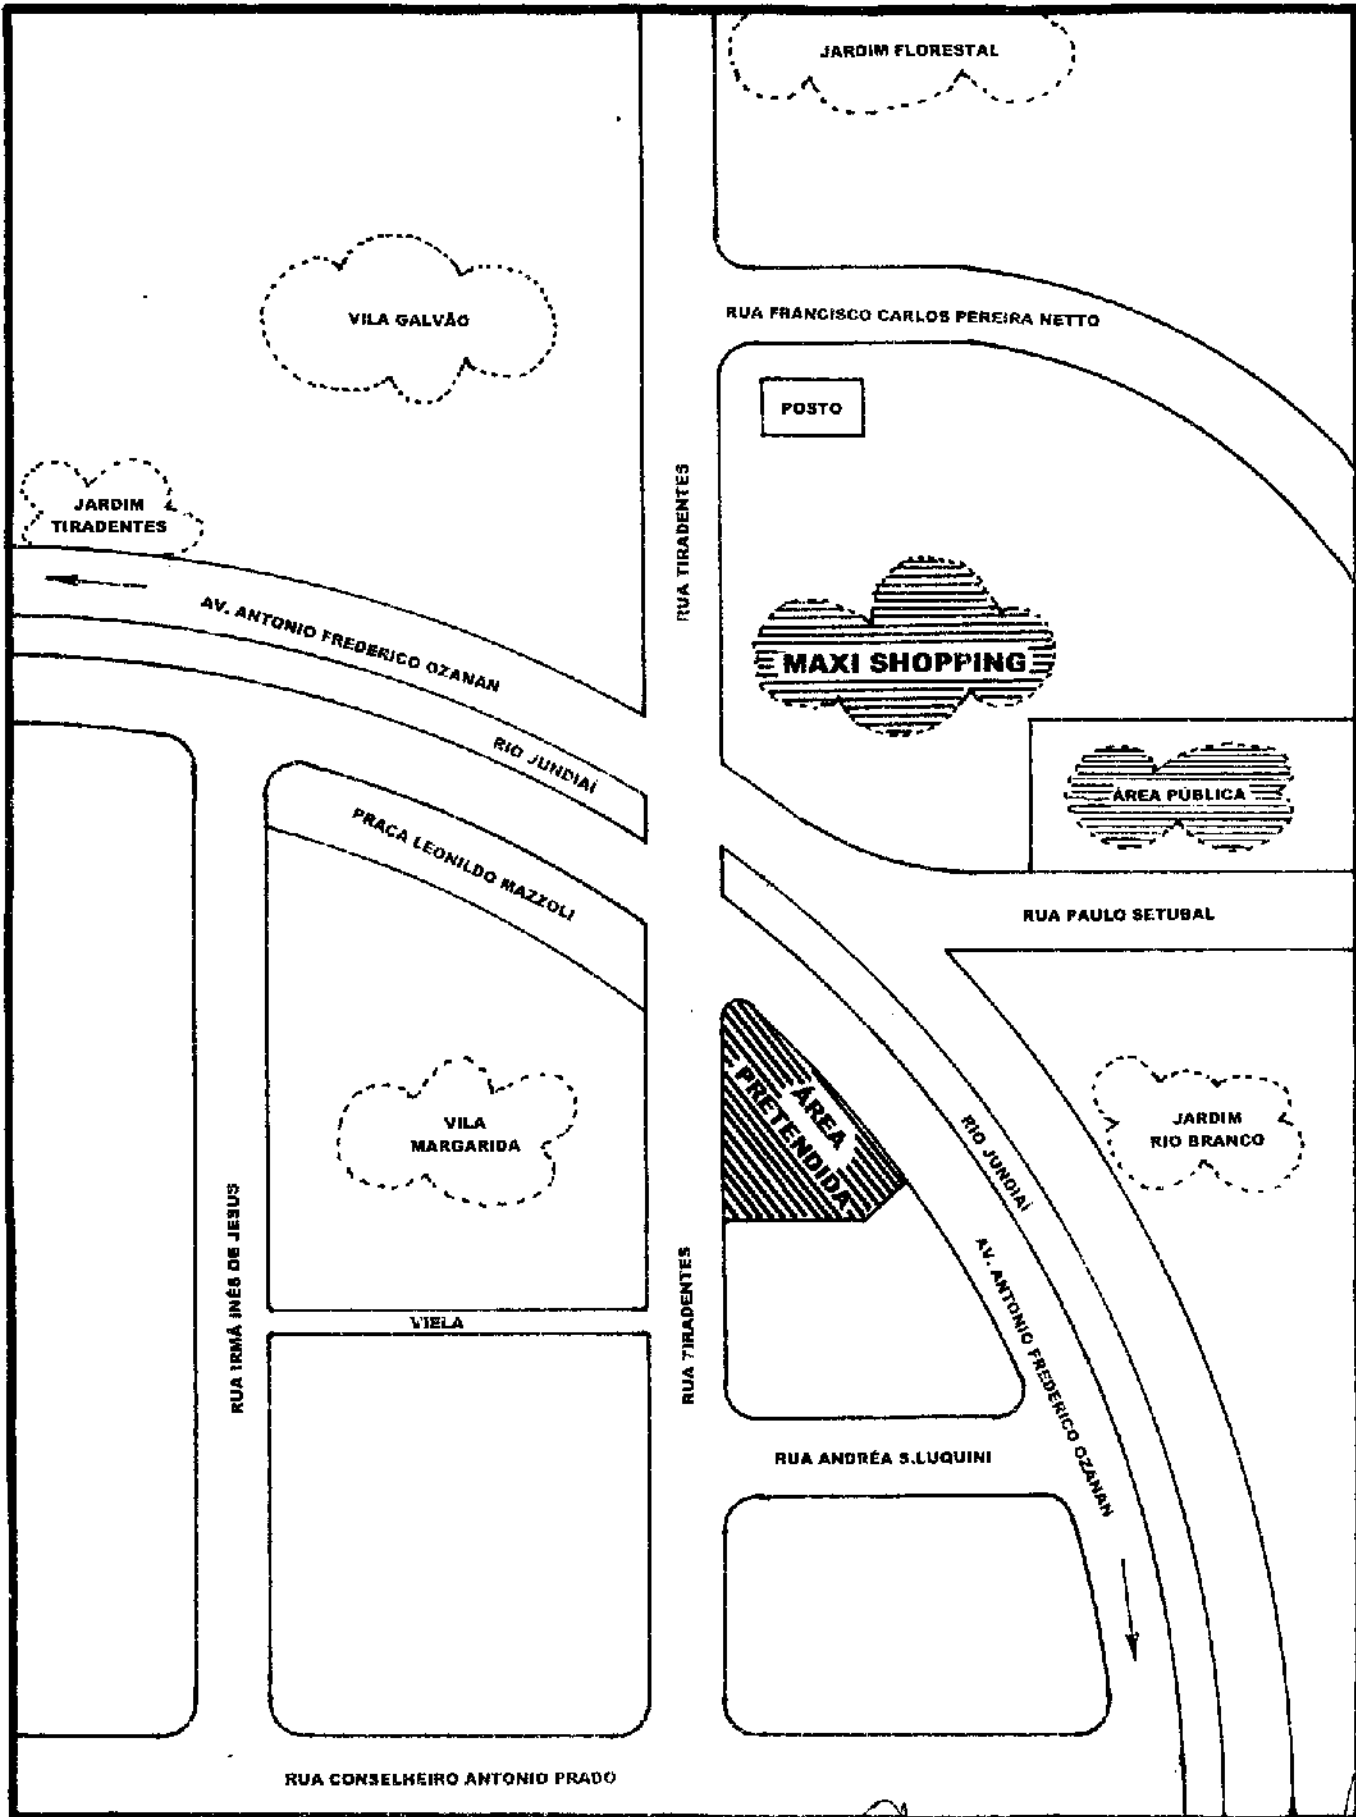 JARDIM FLORESTAL
VILA GALVÃO
RUA FRANCISCO CARLOS PEREIRA NETTO
POSTO
JARDIM
TIRADENTES
RUA TIRADENTES
AV. ANTONIO FREDERICO OZANAN
MAXI SHOPPING
RIO JUNDIAÍ
ÁREA PÚBLICA
PRAÇA LEONILDO MAZZOLI
RUA PAULO SETUBAL
ÁREA
PRETENDIDA
VILA
MARGARIDA
JARDIM
RIO BRANCO
RIO JUNDIAÍ
RUA IRMÃ INÊS DE JESUS
RUA TIRADENTES
AV. ANTONIO FREDERICO OZANAN
VIELA
RUA ANDRÉA S.LUQUINI
RUA CONSELHEIRO ANTONIO PRADO